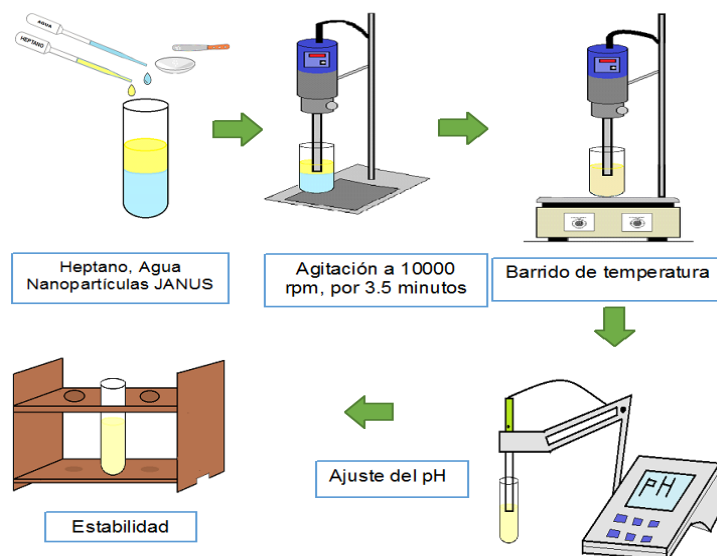 AGUA
HEPTANO
Heptano, Agua
Nanopartículas JANUS
Agitación a 10000
rpm, por 3.5 minutos
Barrido de temperatura
Estabilidad
Ajuste del pH
pH